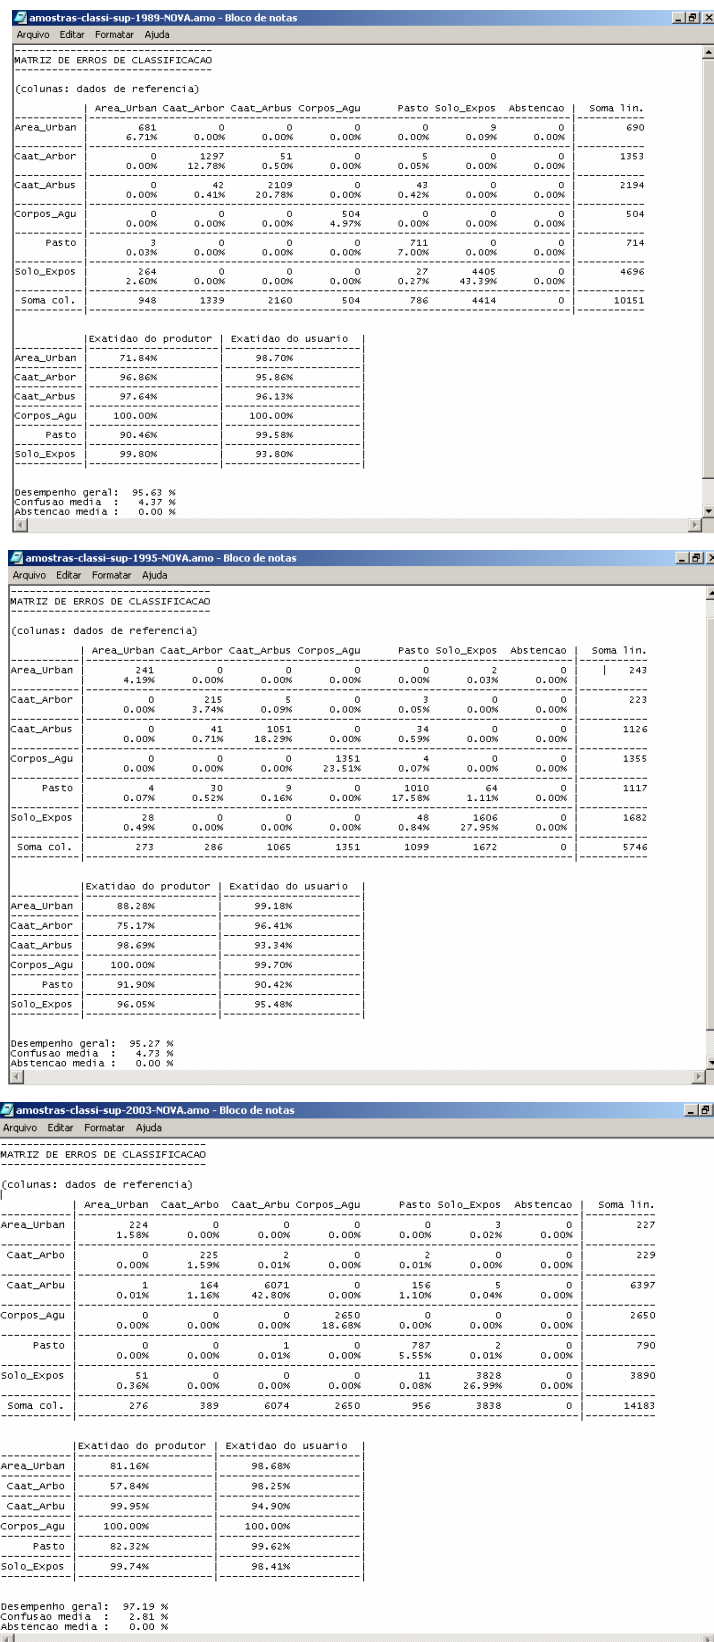 amostras-classi-sup-1989-NOVA.amo - Bloco de notas
Arquivo Editar Formatar Ajuda
MATRIZ DE ERROS DE CLASSIFICACAO
(colunas: dados de referencia)
| Area_Urban Caat_Arbor Caat_Arbus Corpos_Agu Pasto Solo_Expos Abstencao | Soma lin.
Area_Urban | 681 0 0 0 0 9 0 | 690
6.71% 0.00% 0.00% 0.00% 0.00% 0.09% 0.00%
Caat_Arbor | 0 1297 51 0 5 0 0 | 1353
0.00% 12.78% 0.50% 0.00% 0.05% 0.00% 0.00%
Caat_Arbus | 0 42 2109 0 43 0 0 | 2194
0.00% 0.41% 20.78% 0.00% 0.42% 0.00% 0.00%
Corpos_Agu | 0 0 0 504 0 0 0 | 504
0.00% 0.00% 0.00% 4.97% 0.00% 0.00% 0.00%
Pasto | 3 0 0 0 711 0 0 | 714
0.03% 0.00% 0.00% 0.00% 7.00% 0.00% 0.00%
Solo_Expos | 264 0 0 0 27 4405 0 | 4696
2.60% 0.00% 0.00% 0.00% 0.27% 43.39% 0.00%
Soma col. | 948 1339 2160 504 786 4414 0 | 10151
|Exatidao do produtor | Exatidao do usuario |
Area_Urban | 71.84% | 98.70% |
Caat_Arbor | 96.86% | 95.86% |
Caat_Arbus | 97.64% | 96.13% |
Corpos_Agu | 100.00% | 100.00% |
Pasto | 90.46% | 99.58% |
Solo_Expos | 99.80% | 93.80% |
Desempenho geral: 95.63 %
Confusao media : 4.37 %
Abstencao media : 0.00 %
amostras-classi-sup-1995-NOVA.amo - Bloco de notas
Arquivo Editar Formatar Ajuda
MATRIZ DE ERROS DE CLASSIFICACAO
(colunas: dados de referencia)
| Area_Urban Caat_Arbor Caat_Arbus Corpos_Agu Pasto Solo_Expos Abstencao | Soma lin.
Area_Urban | 241 0 0 0 0 2 0 | 243
4.19% 0.00% 0.00% 0.00% 0.00% 0.03% 0.00%
Caat_Arbor | 0 215 5 0 3 0 0 | 223
0.00% 3.74% 0.09% 0.00% 0.05% 0.00% 0.00%
Caat_Arbus | 0 41 1051 0 34 0 0 | 1126
0.00% 0.71% 18.29% 0.00% 0.59% 0.00% 0.00%
Corpos_Agu | 0 0 0 1351 4 0 0 | 1355
0.00% 0.00% 0.00% 23.51% 0.07% 0.00% 0.00%
Pasto | 4 30 9 0 1010 64 0 | 1117
0.07% 0.52% 0.16% 0.00% 17.58% 1.11% 0.00%
Solo_Expos | 28 0 0 0 48 1606 0 | 1682
0.49% 0.00% 0.00% 0.00% 0.84% 27.95% 0.00%
Soma col. | 273 286 1065 1351 1099 1672 0 | 5746
|Exatidao do produtor | Exatidao do usuario |
Area_Urban | 88.28% | 99.18% |
Caat_Arbor | 75.17% | 96.41% |
Caat_Arbus | 98.69% | 93.34% |
Corpos_Agu | 100.00% | 99.70% |
Pasto | 91.90% | 90.42% |
Solo_Expos | 96.05% | 95.48% |
Desempenho geral: 95.27 %
Confusao media : 4.73 %
Abstencao media : 0.00 %
amostras-classi-sup-2003-NOVA.amo - Bloco de notas
Arquivo Editar Formatar Ajuda
MATRIZ DE ERROS DE CLASSIFICACAO
(colunas: dados de referencia)
| Area_Urban Caat_Arbo Caat_Arbu Corpos_Agu Pasto Solo_Expos Abstencao | Soma lin.
Area_Urban | 224 0 0 0 0 3 0 | 227
1.58% 0.00% 0.00% 0.00% 0.00% 0.02% 0.00%
Caat_Arbo | 0 225 2 0 2 0 0 | 229
0.00% 1.59% 0.01% 0.00% 0.01% 0.00% 0.00%
Caat_Arbu | 1 164 6071 0 156 5 0 | 6397
0.01% 1.16% 42.80% 0.00% 1.10% 0.04% 0.00%
Corpos_Agu | 0 0 0 2650 0 0 0 | 2650
0.00% 0.00% 0.00% 18.68% 0.00% 0.00% 0.00%
Pasto | 0 0 1 0 787 2 0 | 790
0.00% 0.00% 0.01% 0.00% 5.55% 0.01% 0.00%
Solo_Expos | 51 0 0 0 11 3828 0 | 3890
0.36% 0.00% 0.00% 0.00% 0.08% 26.99% 0.00%
Soma col. | 276 389 6074 2650 956 3838 0 | 14183
|Exatidao do produtor | Exatidao do usuario |
Area_Urban | 81.16% | 98.68% |
Caat_Arbo | 57.84% | 98.25% |
Caat_Arbu | 99.95% | 94.90% |
Corpos_Agu | 100.00% | 100.00% |
Pasto | 82.32% | 99.62% |
Solo_Expos | 99.74% | 98.41% |
Desempenho geral: 97.19 %
Confusao media : 2.81 %
Abstencao media : 0.00 %